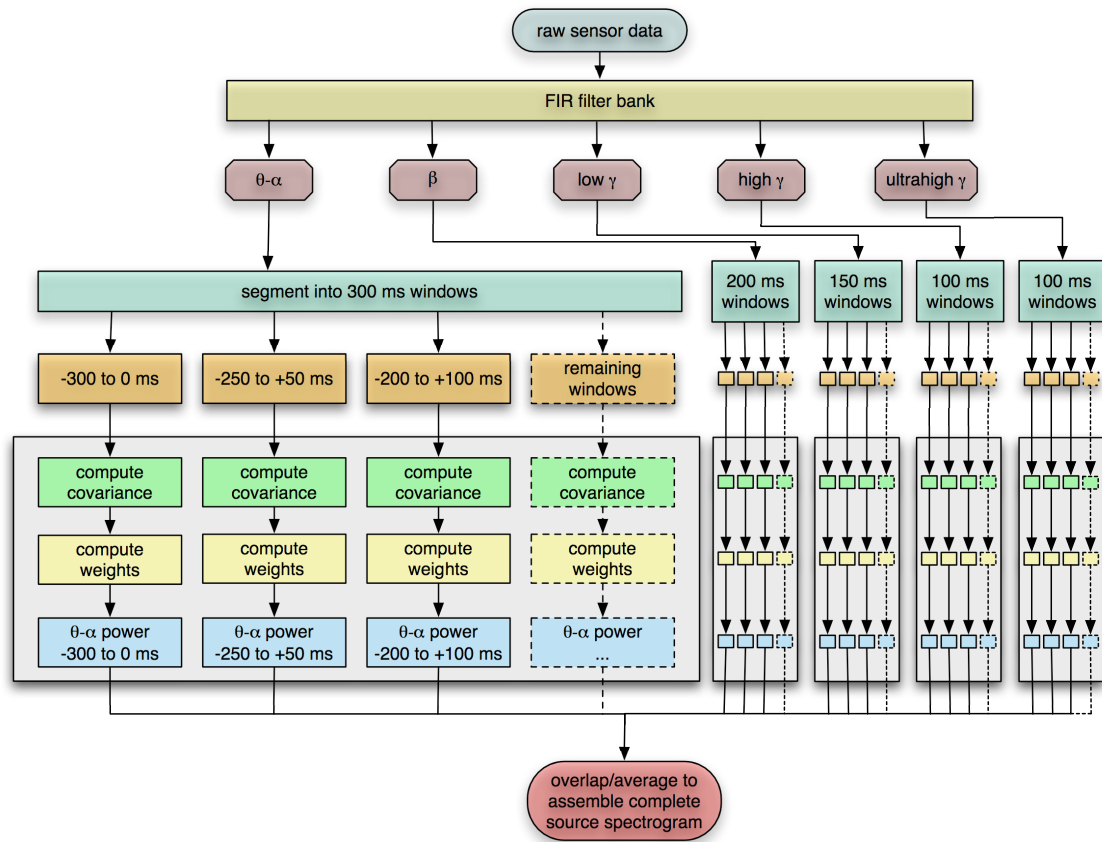 raw sensor data
FIR filter bank
θ-α
β
low γ
high γ
ultrahigh γ
segment into 300 ms windows
200 ms
windows
150 ms
windows
100 ms
windows
100 ms
windows
-300 to 0 ms
-250 to +50 ms
-200 to +100 ms
remaining
windows
compute
covariance
compute
covariance
compute
covariance
compute
covariance
compute
weights
compute
weights
compute
weights
compute
weights
θ-α power
-300 to 0 ms
θ-α power
-250 to +50 ms
θ-α power
-200 to +100 ms
θ-α power
...
overlap/average to
assemble complete
source spectrogram